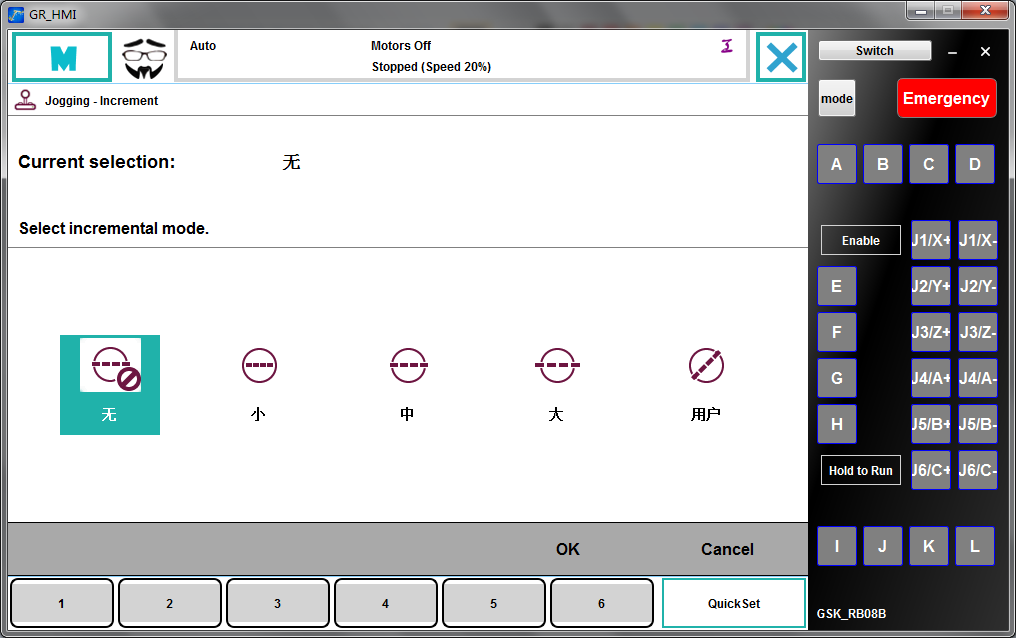 GR_HMI
M
Auto
Motors Off
Stopped (Speed 20%)
Jogging - Increment
Current selection: 无
Select incremental mode.
无 小 中 大 用户
OK Cancel
1 2 3 4 5 6 QuickSet
Switch
mode
Emergency
A B C D
Enable J1/X+ J1/X-
E J2/Y+ J2/Y-
F J3/Z+ J3/Z-
G J4/A+ J4/A-
H J5/B+ J5/B-
Hold to Run J6/C+ J6/C-
I J K L
GSK_RB08B